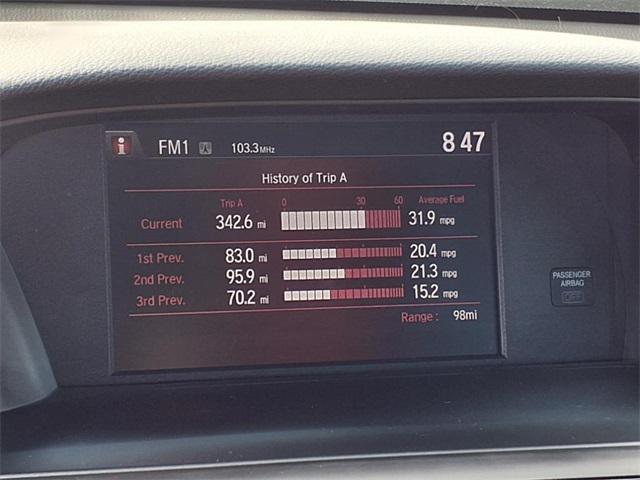 i FM1 103.3 MHz 8 47
History of Trip A
Trip A 0 30 60 Average Fuel
Current 342.6 mi 31.9 mpg
1st Prev. 83.0 mi 20.4 mpg
2nd Prev. 95.9 mi 21.3 mpg
3rd Prev. 70.2 mi 15.2 mpg
Range : 98mi
PASSENGER
AIRBAG
OFF